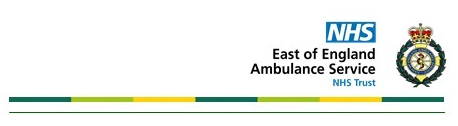 NHS
East of England
Ambulance Service
NHS Trust